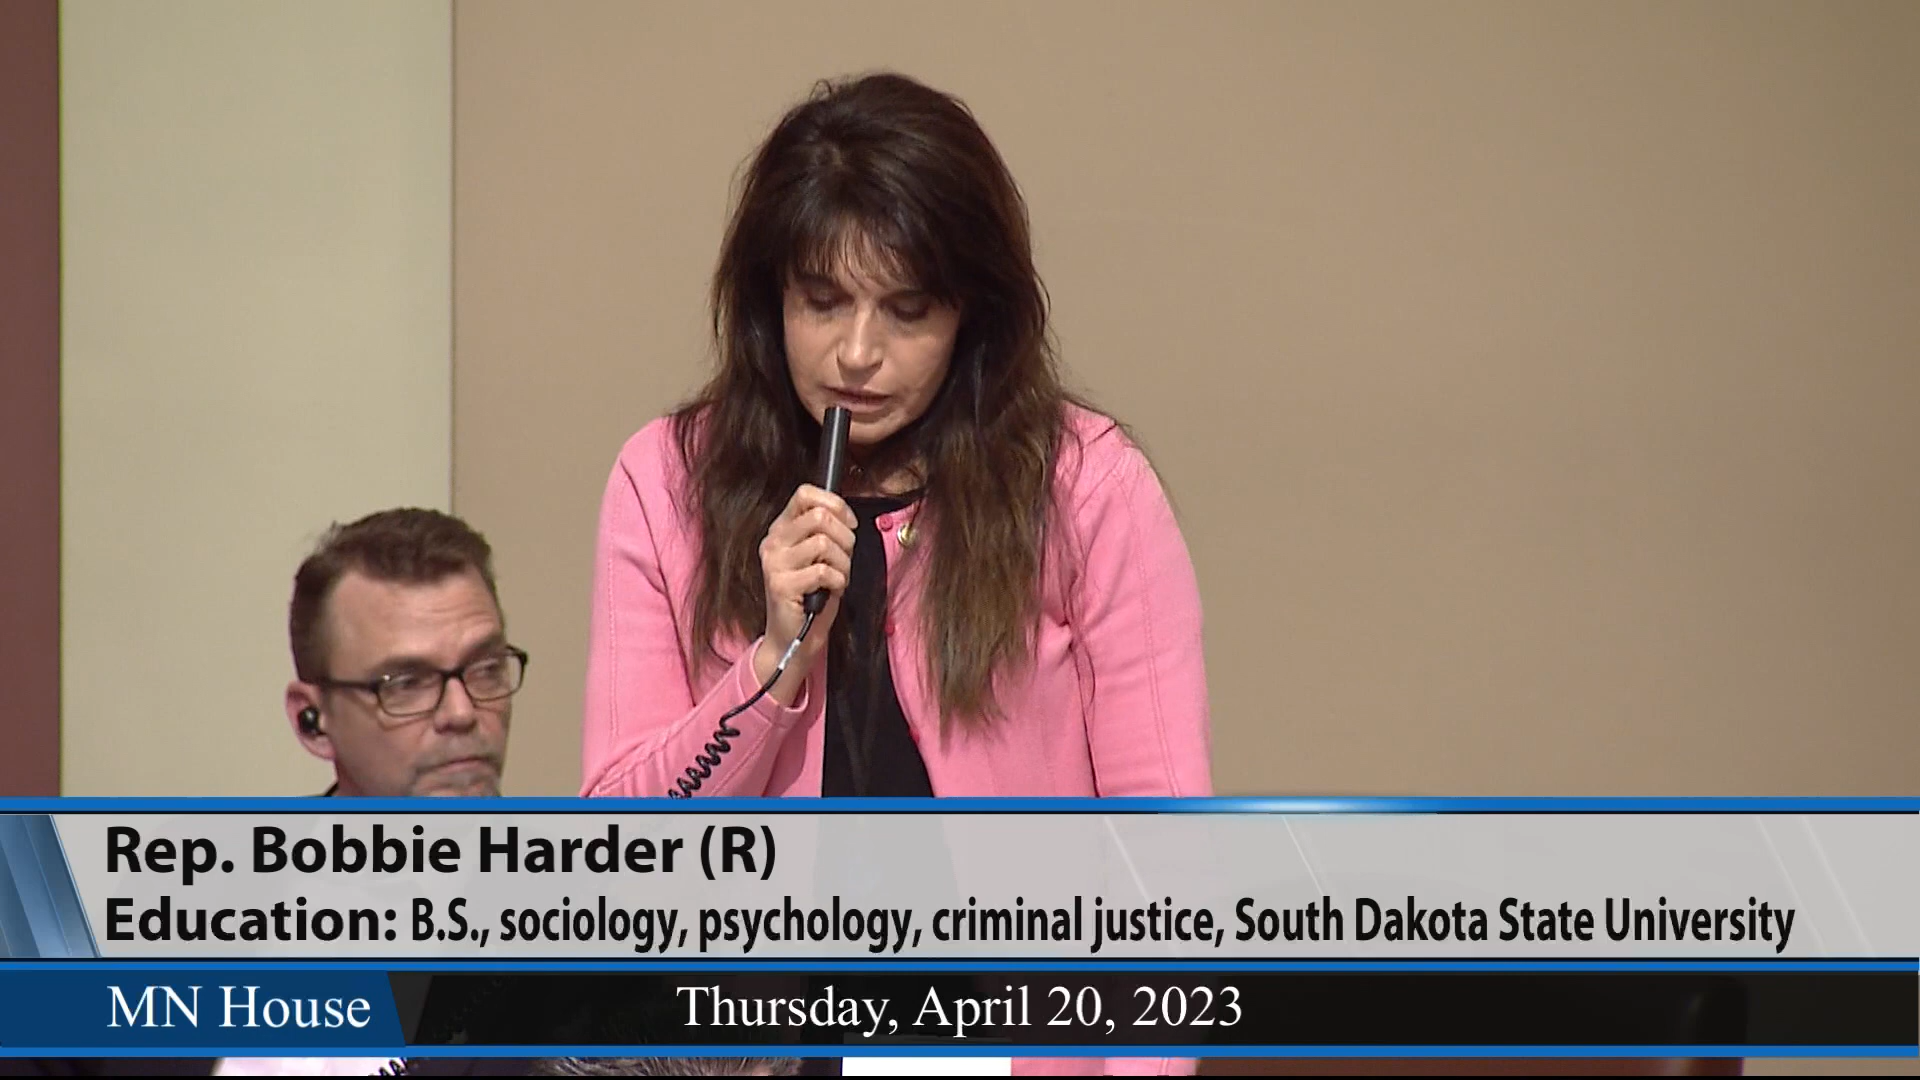 Rep. Bobbie Harder (R)
Education: B.S., sociology, psychology, criminal justice, South Dakota State University
MN House
Thursday, April 20, 2023